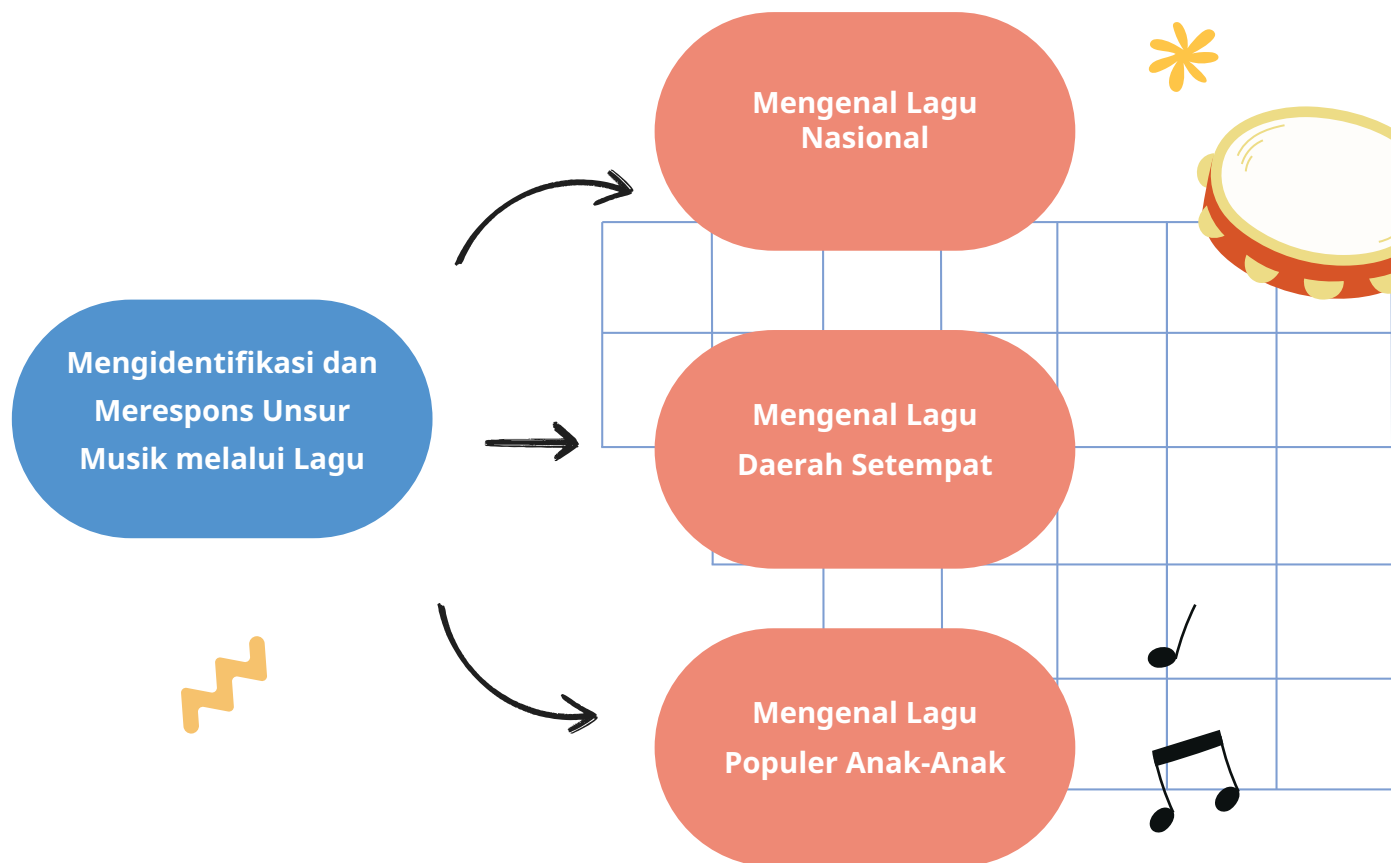 Mengenal Lagu
Nasional
Mengidentifikasi dan
Merespons Unsur
Musik melalui Lagu
Mengenal Lagu
Daerah Setempat
Mengenal Lagu
Populer Anak-Anak